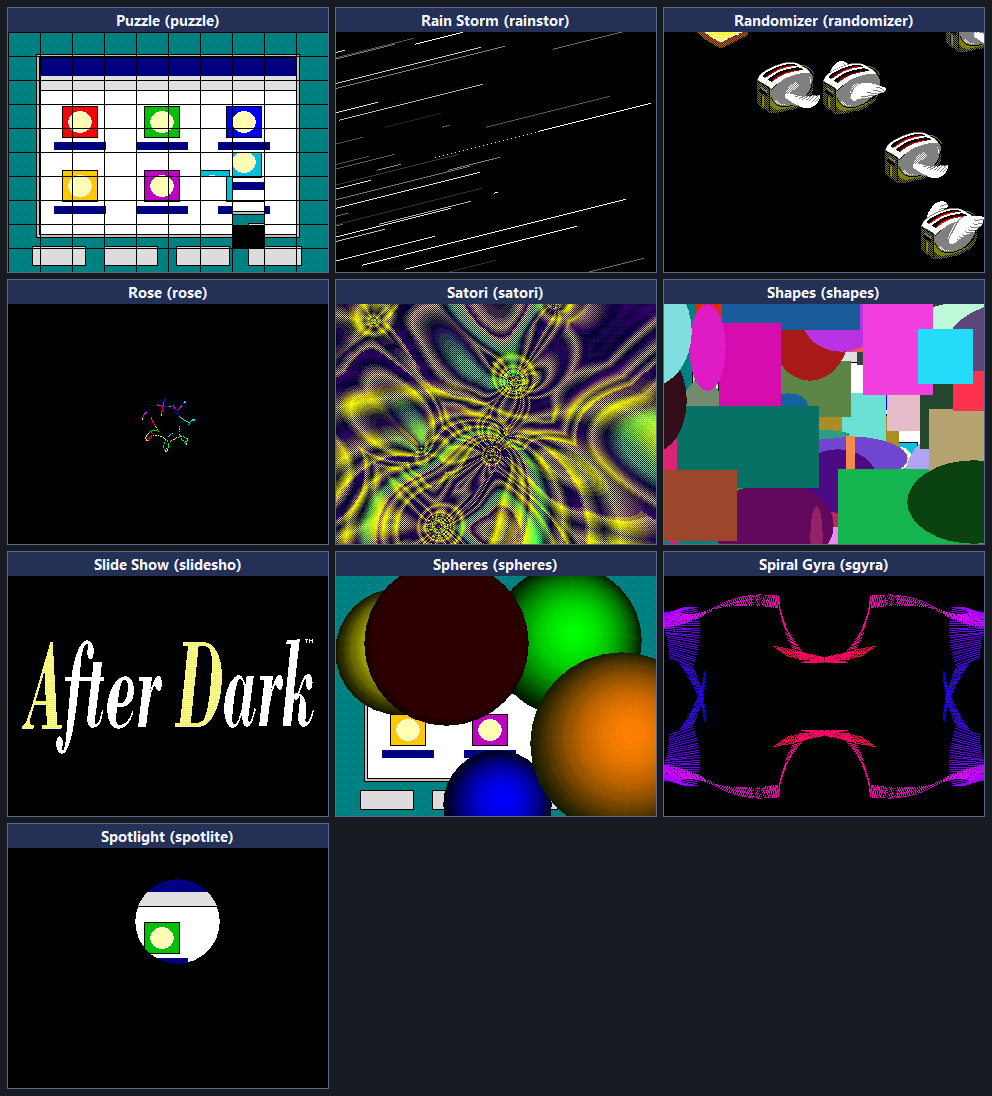 Puzzle (puzzle)
Rain Storm (rainstor)
Randomizer (randomizer)
Rose (rose)
Satori (satori)
Shapes (shapes)
Slide Show (slidesho)
Spheres (spheres)
Spiral Gyra (sgyra)
After Dark™
Spotlight (spotlite)